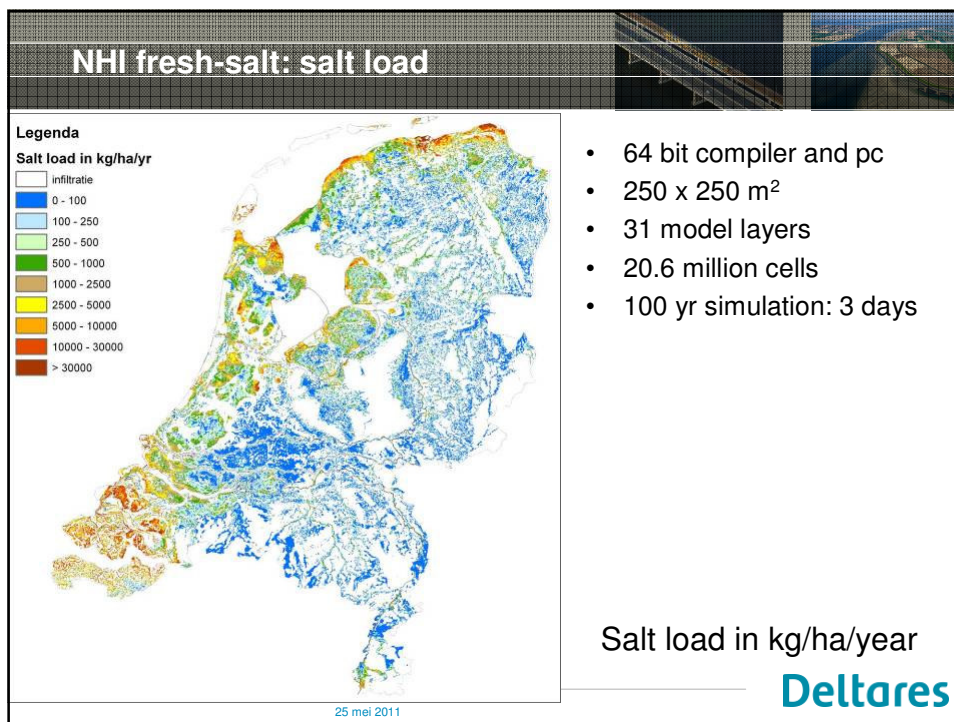 NHI fresh-salt: salt load
Legenda
Salt load in kg/ha/yr
infiltratie
0 - 100
100 - 250
250 - 500
500 - 1000
1000 - 2500
2500 - 5000
5000 - 10000
10000 - 30000
> 30000
• 64 bit compiler and pc
• 250 x 250 m²
• 31 model layers
• 20.6 million cells
• 100 yr simulation: 3 days
Salt load in kg/ha/year
Deltares
25 mei 2011